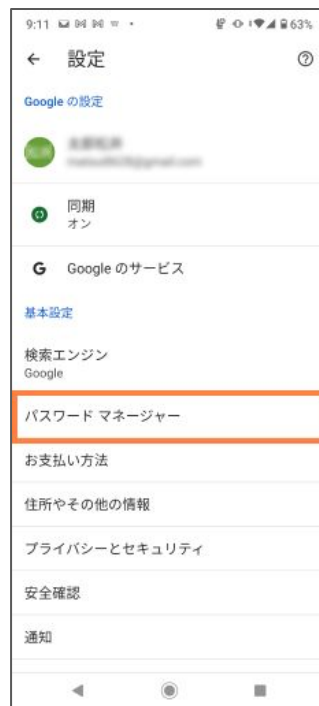 9:11
63%
設定
Google の設定
同期
オン
G Google のサービス
基本設定
検索エンジン
Google
パスワード マネージャー
お支払い方法
住所やその他の情報
プライバシーとセキュリティ
安全確認
通知